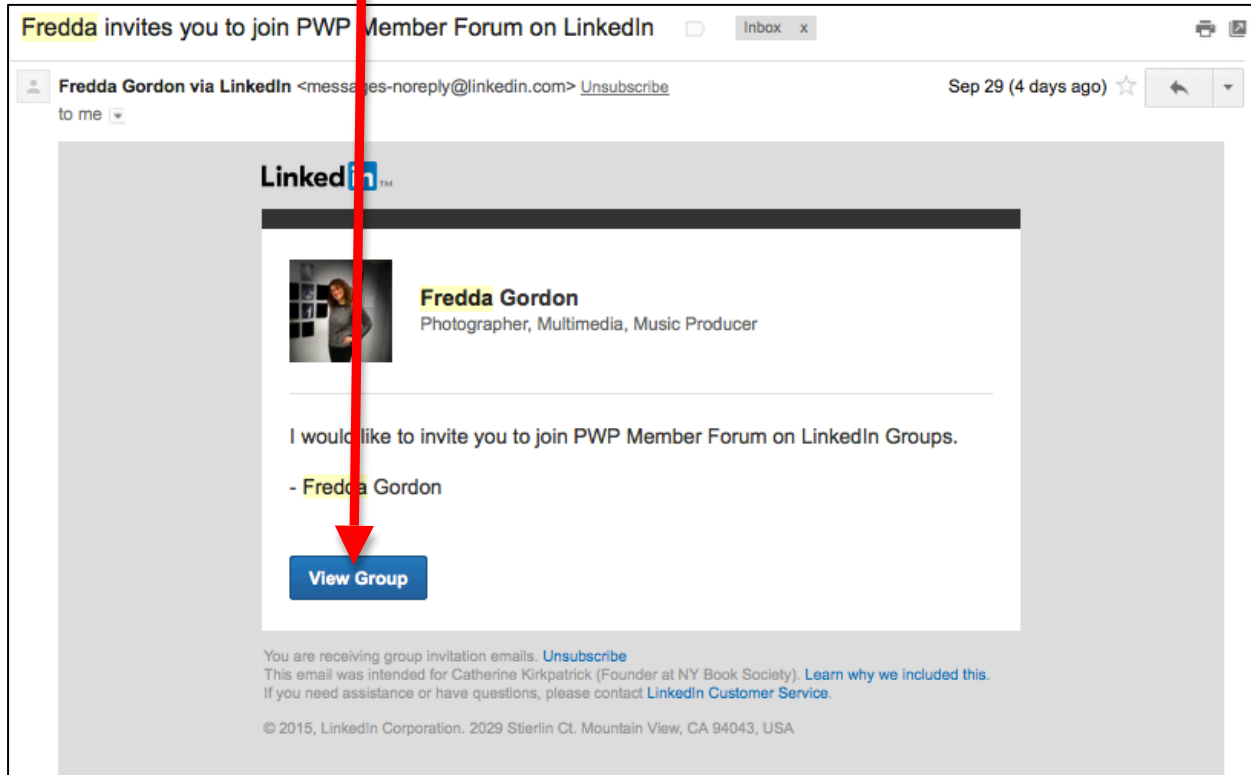 Fredda invites you to join PWP Member Forum on LinkedIn Inbox x
Fredda Gordon via LinkedIn <messages-noreply@linkedin.com> Unsubscribe Sep 29 (4 days ago)
to me
Linked in ™
Fredda Gordon
Photographer, Multimedia, Music Producer
I would like to invite you to join PWP Member Forum on LinkedIn Groups.
- Fredda Gordon
View Group
You are receiving group invitation emails. Unsubscribe
This email was intended for Catherine Kirkpatrick (Founder at NY Book Society). Learn why we included this.
If you need assistance or have questions, please contact LinkedIn Customer Service.
© 2015, LinkedIn Corporation. 2029 Stierlin Ct. Mountain View, CA 94043, USA